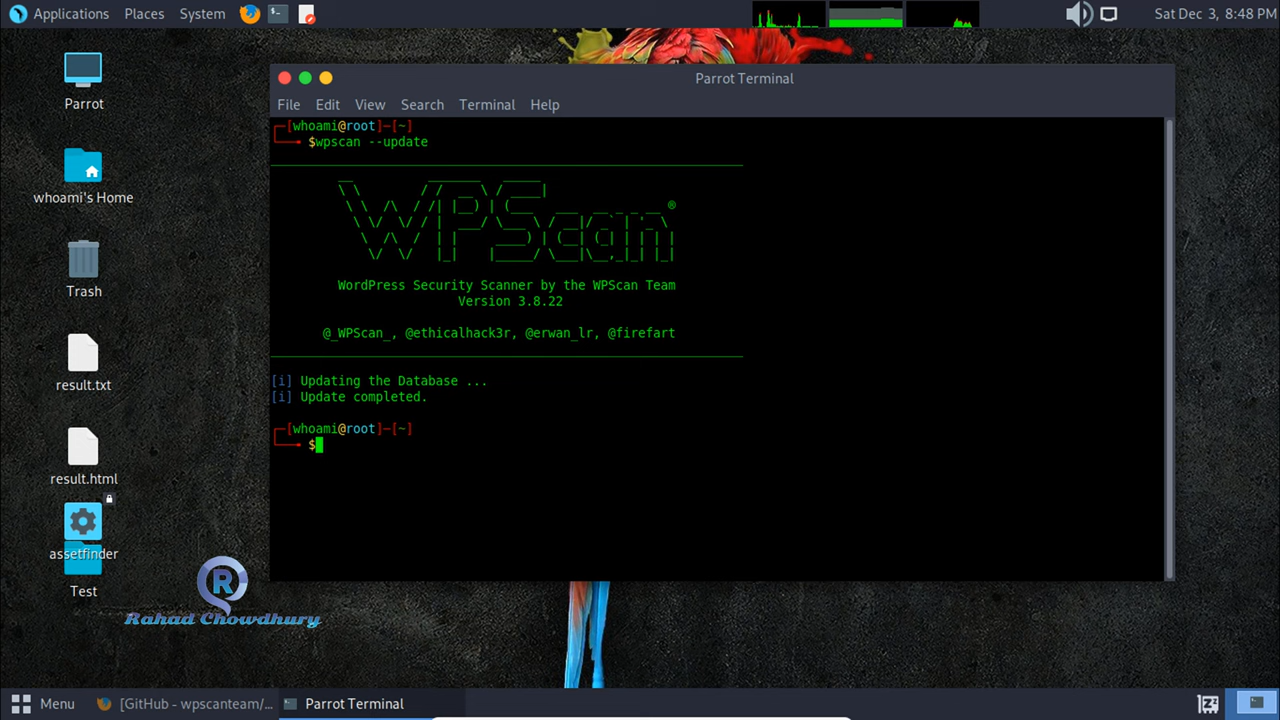 Applications Places System Sat Dec 3, 8:48 PM
Parrot
whoami's Home
Trash
result.txt
result.html
assetfinder
Test
R
Rahad Chowdhury
Parrot Terminal
File Edit View Search Terminal Help
┌─[whoami@root]─[~]
└──╼ $wpscan --update
WPScan ®
WordPress Security Scanner by the WPScan Team
Version 3.8.22
@_WPScan_, @ethicalhack3r, @erwan_lr, @firefart
[i] Updating the Database ...
[i] Update completed.
┌─[whoami@root]─[~]
└──╼ $
Menu [GitHub - wpscanteam/... Parrot Terminal